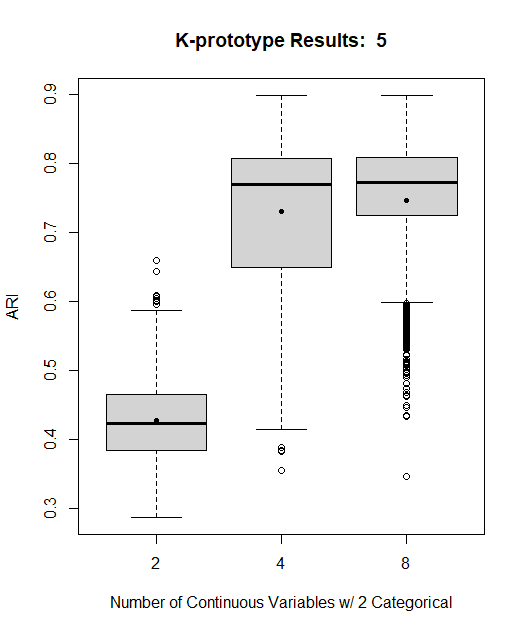 K-prototype Results:  5
ARI
0.9
0.8
0.7
0.6
0.5
0.4
0.3
2 4 8
Number of Continuous Variables w/ 2 Categorical